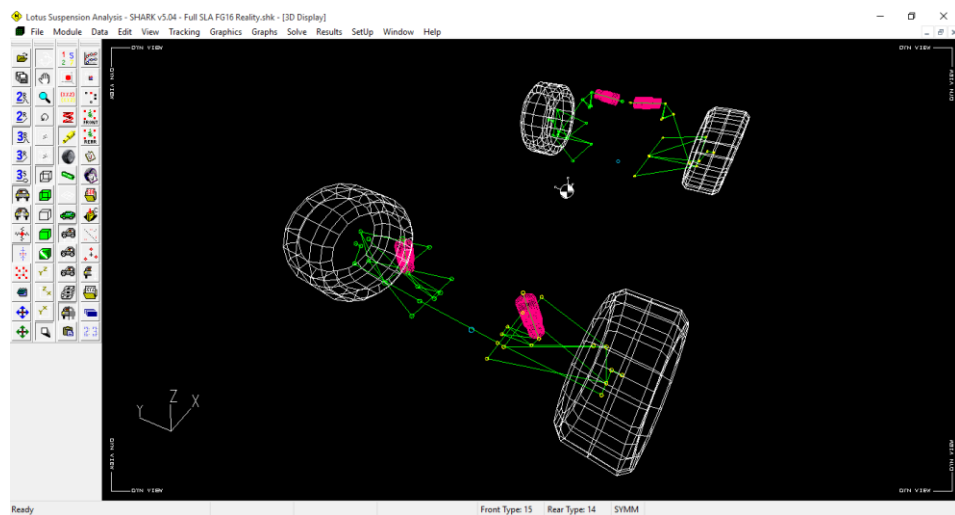 Lotus Suspension Analysis - SHARK v5.04 - Full SLA FG16 Reality.shk - [3D Display]
File Module Data Edit View Tracking Graphics Graphs Solve Results SetUp Window Help
DYN VIEW
DYN VIEW
Z
Y X
DYN VIEW
DYN VIEW
Ready Front Type: 15 Rear Type: 14 SYMM